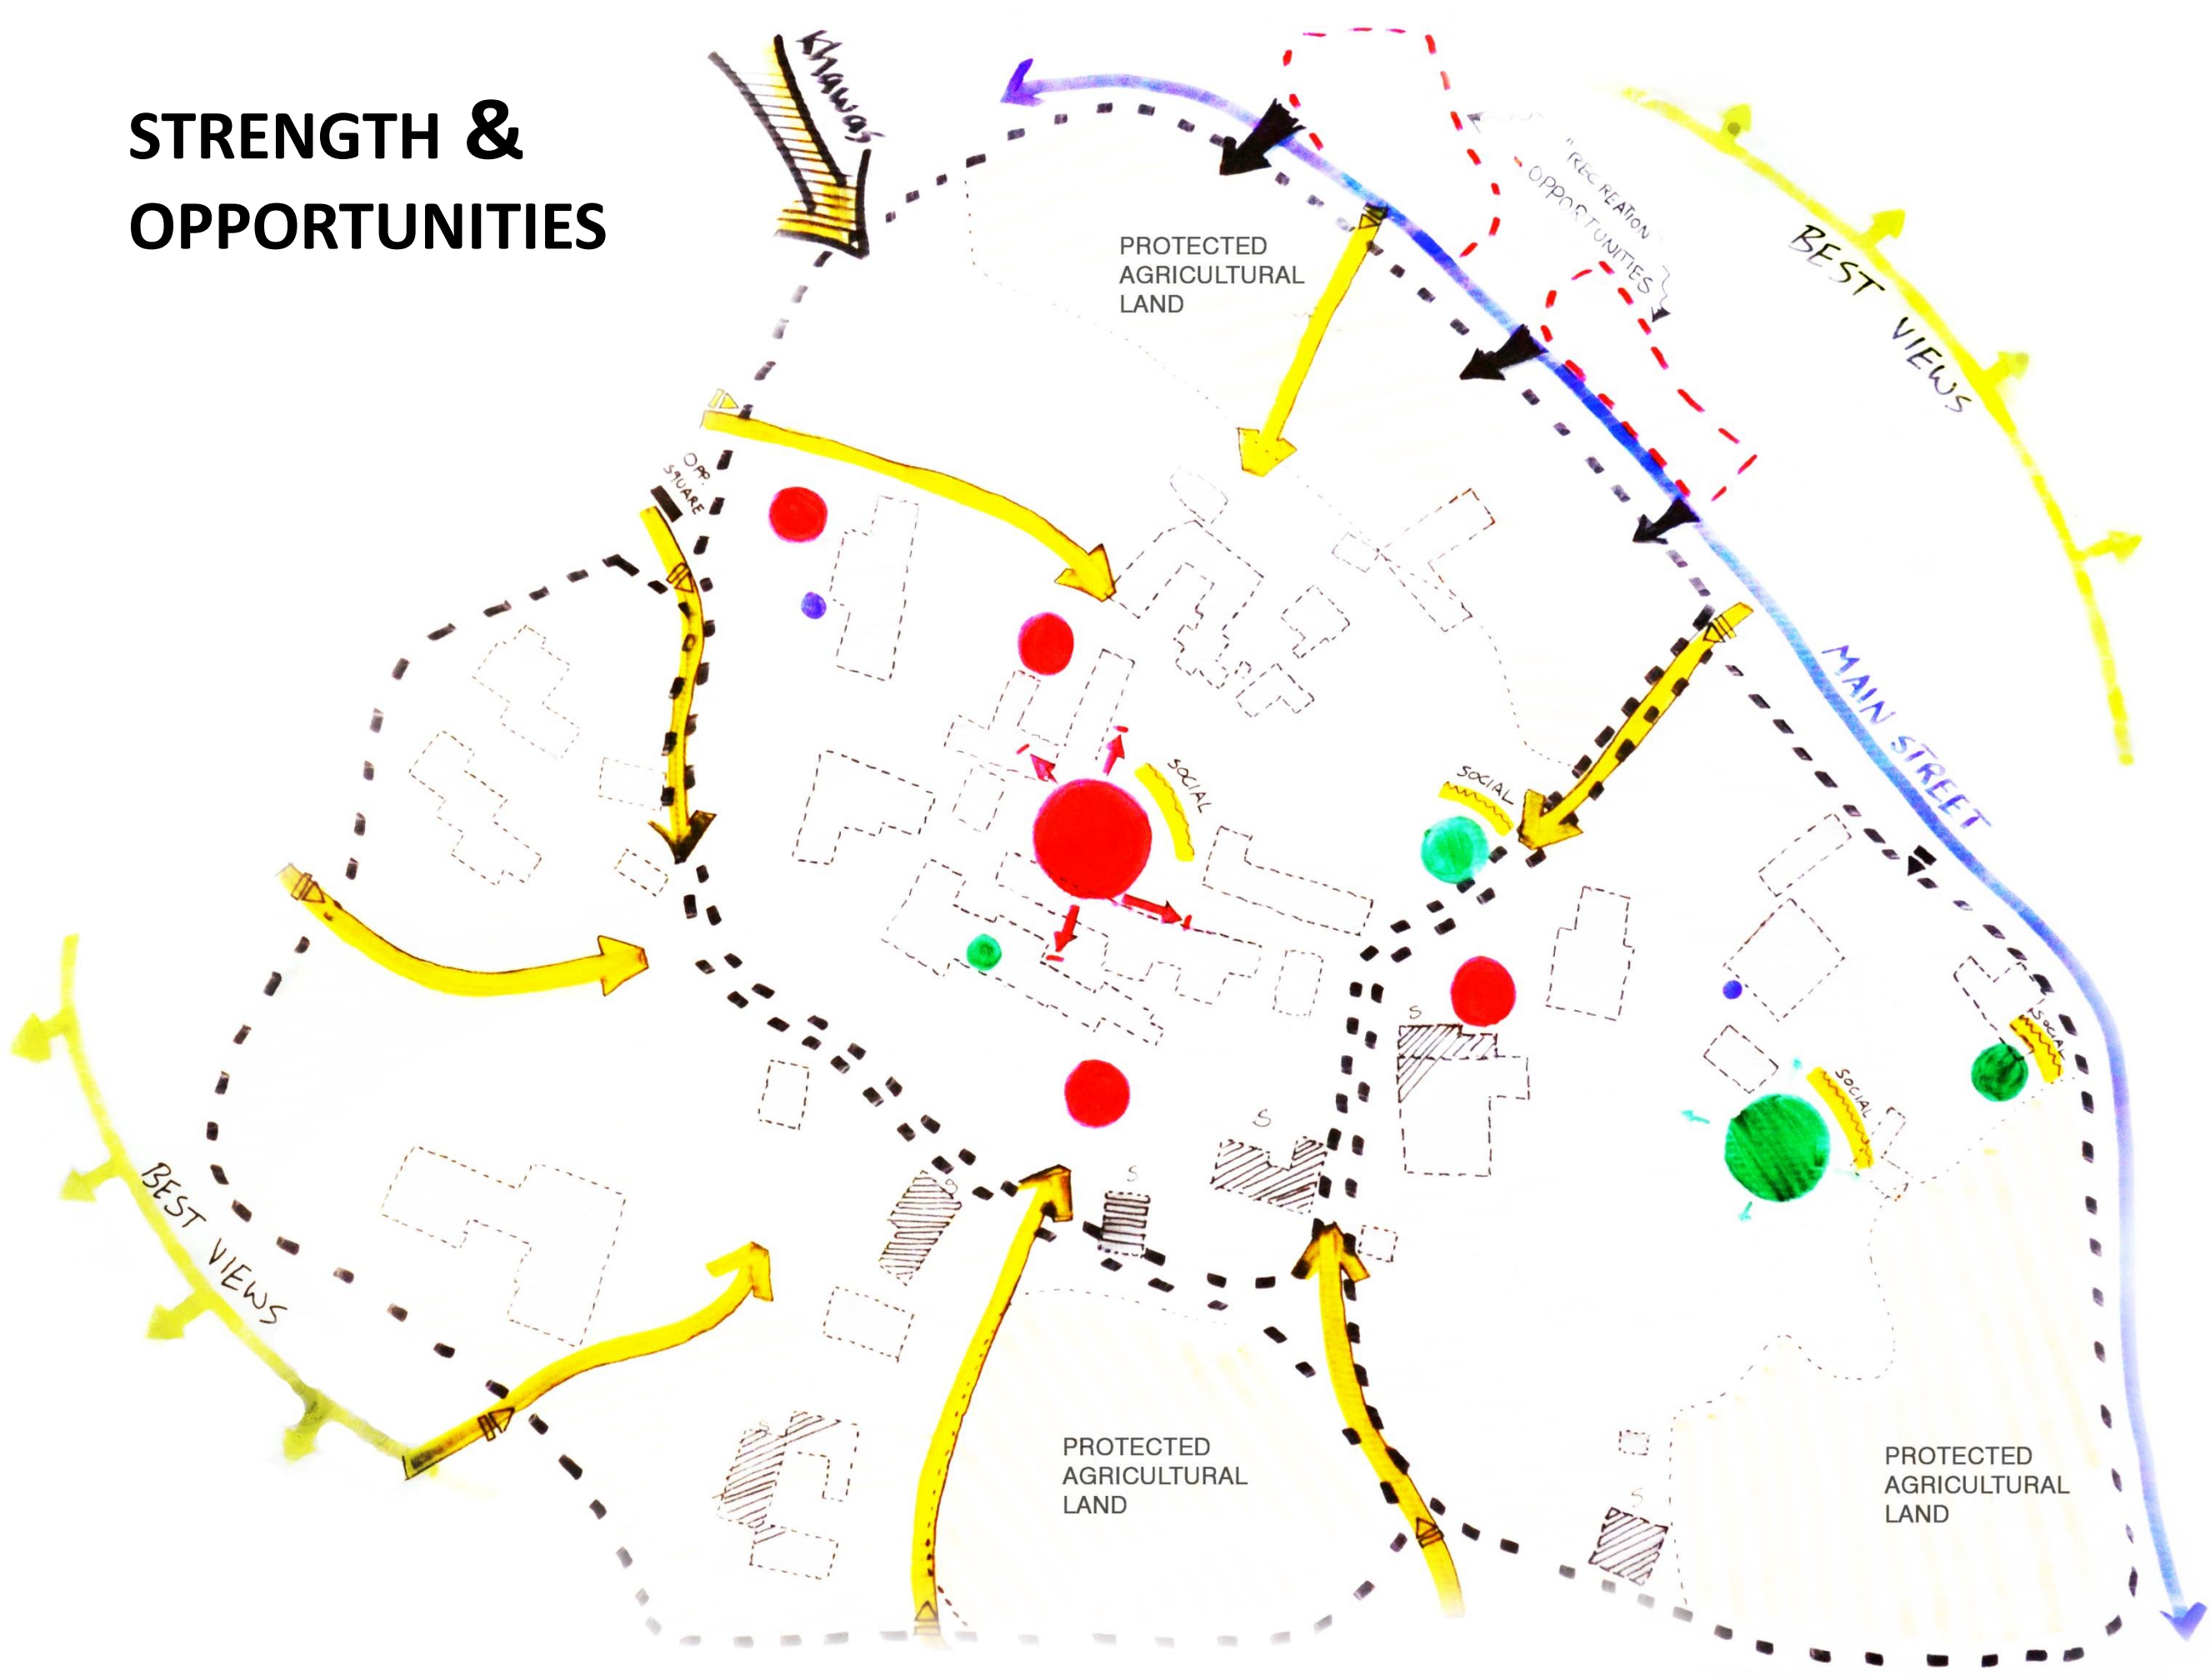 STRENGTH &
OPPORTUNITIES
Khawas
"RECREATION"
OPPORTUNITIES
BEST VIEWS
PROTECTED
AGRICULTURAL
LAND
OPP.
SQUARE
MAIN STREET
SOCIAL
SOCIAL
S
SOCIAL
SOCIAL
S
S
S
BEST VIEWS
S
PROTECTED
AGRICULTURAL
LAND
PROTECTED
AGRICULTURAL
LAND
S